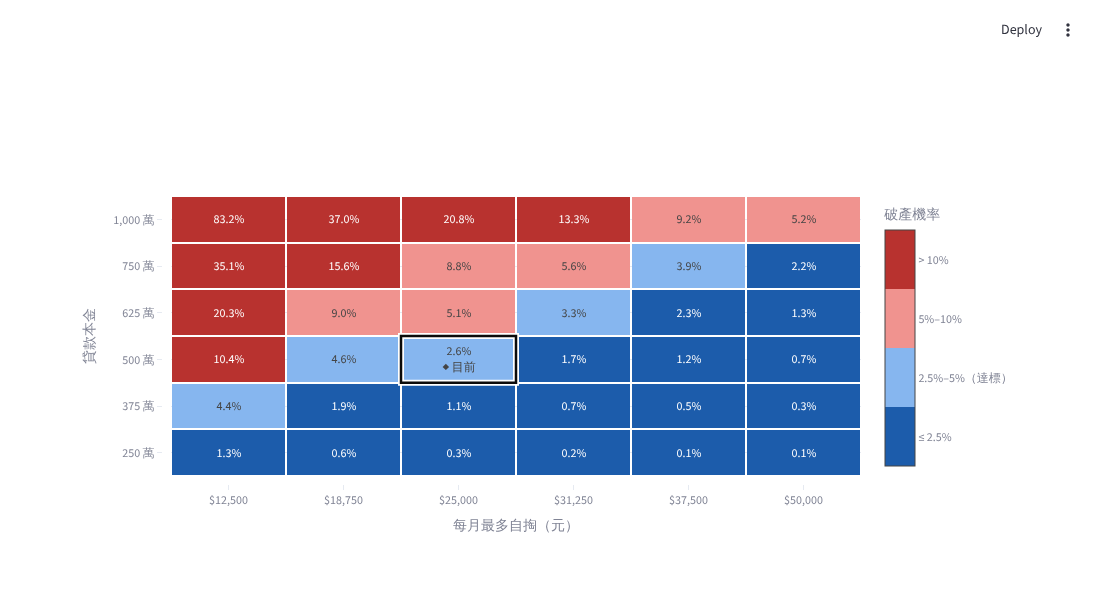 Deploy
破產機率
1,000 萬 83.2% 37.0% 20.8% 13.3% 9.2% 5.2%
> 10%
750 萬 35.1% 15.6% 8.8% 5.6% 3.9% 2.2%
625 萬 20.3% 9.0% 5.1% 3.3% 2.3% 1.3%
5%–10%
貸款本金
500 萬 10.4% 4.6% 2.6% 1.7% 1.2% 0.7%
◆ 目前
2.5%–5%（達標）
375 萬 4.4% 1.9% 1.1% 0.7% 0.5% 0.3%
≤ 2.5%
250 萬 1.3% 0.6% 0.3% 0.2% 0.1% 0.1%
$12,500 $18,750 $25,000 $31,250 $37,500 $50,000
每月最多自掏（元）